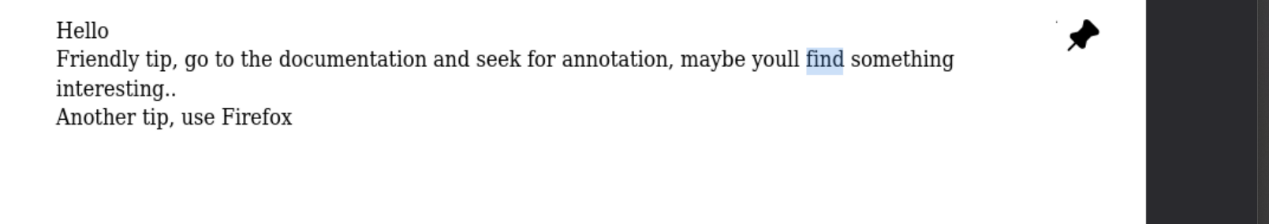 Hello
Friendly tip, go to the documentation and seek for annotation, maybe youll find something
interesting..
Another tip, use Firefox